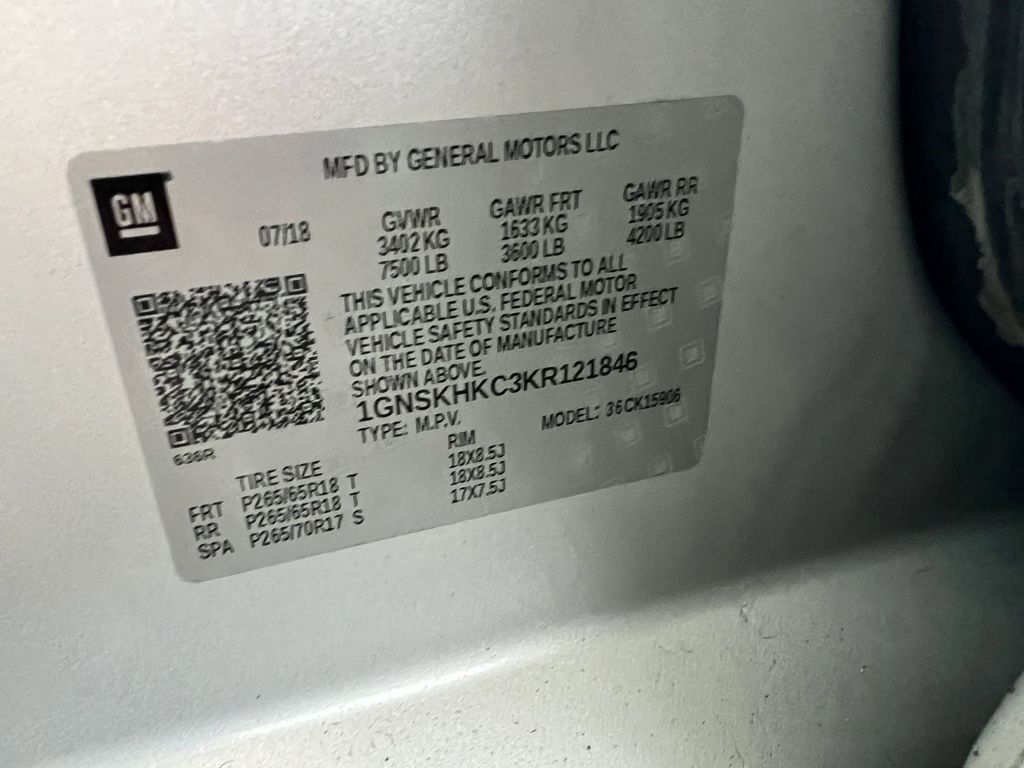 MFD BY GENERAL MOTORS LLC
GM
07/18
GVWR
3402 KG
7500 LB
GAWR FRT
1633 KG
3600 LB
GAWR RR
1905 KG
4200 LB
THIS VEHICLE CONFORMS TO ALL
APPLICABLE U.S. FEDERAL MOTOR
VEHICLE SAFETY STANDARDS IN EFFECT
ON THE DATE OF MANUFACTURE
SHOWN ABOVE.
1GNSKHKC3KR121846
TYPE: M.P.V. MODEL: 36CK15906
636R
TIRE SIZE RIM
FRT P265/65R18 T 18X8.5J
RR P265/65R18 T 18X8.5J
SPA P265/70R17 S 17X7.5J